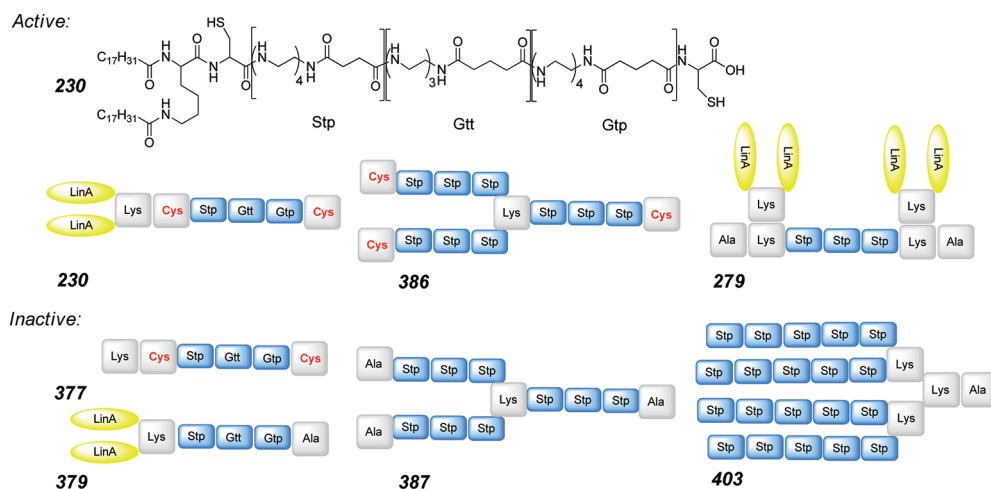 Active:
HS
C17H31
N
H
O
H
N
O
N
H
O
H
N
4
NH
O
O
H
N
3
NH
O
O
H
N
4
NH
O
O
H
N
O
OH
SH
230
C17H31
H
N
O
Stp
Gtt
Gtp
LinA LinA LinA LinA
LinA
LinA
Lys Cys Stp Gtt Gtp Cys
230
Cys Stp Stp Stp
Lys Stp Stp Stp Cys
Cys Stp Stp Stp
386
Lys Lys
Ala Lys Stp Stp Stp Lys Ala
279
Inactive:
Lys Cys Stp Gtt Gtp Cys
377
LinA
LinA
Lys Stp Gtt Gtp Ala
379
Ala Stp Stp Stp
Lys Stp Stp Stp Ala
Ala Stp Stp Stp
387
Stp Stp Stp Stp Stp
Lys
Stp Stp Stp Stp Stp
Lys Ala
Stp Stp Stp Stp Stp
Lys
Stp Stp Stp Stp Stp
403